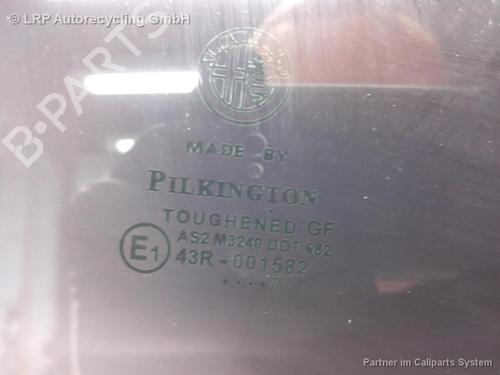 © LRP Autorecycling GmbH
B-PARTS
MADE BY
PILKINGTON
TOUGHENED GF
AS2 M3240 DOT 682
E1 43R - 001582
....7
Partner im Callparts System